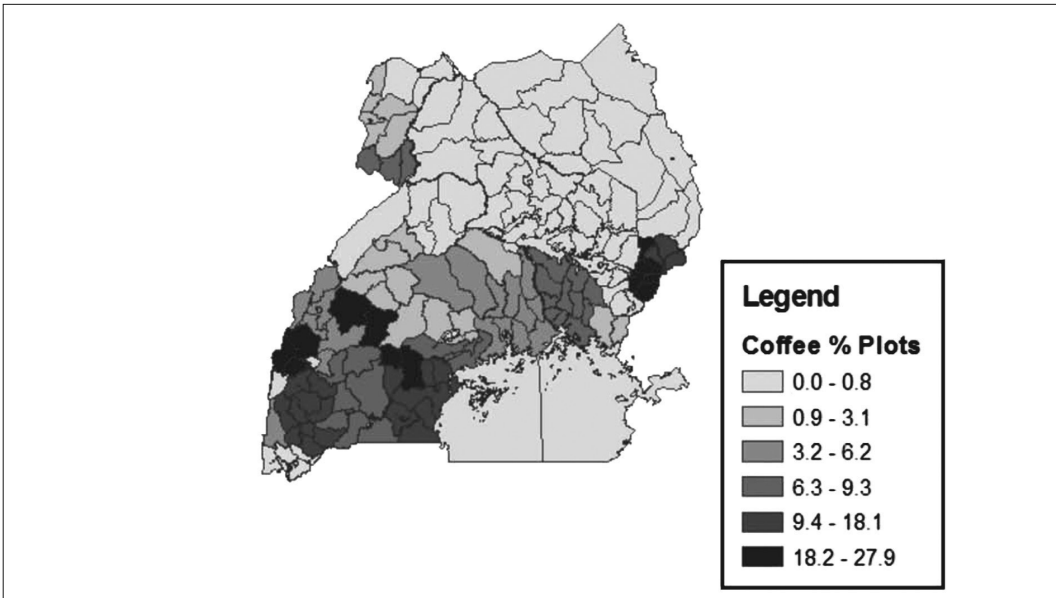 Legend
Coffee % Plots
0.0 - 0.8
0.9 - 3.1
3.2 - 6.2
6.3 - 9.3
9.4 - 18.1
18.2 - 27.9